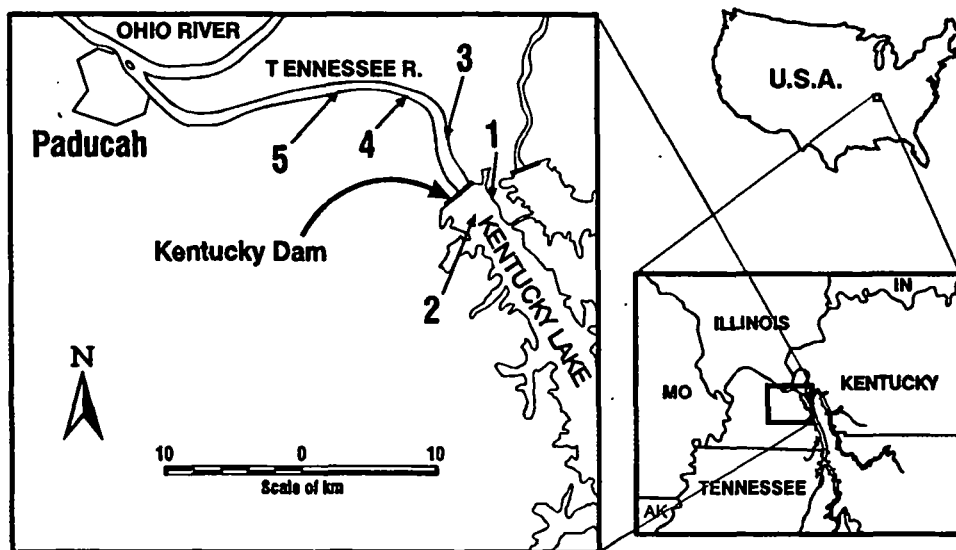 OHIO RIVER
TENNESSEE R.
3
Paducah
5
4
1
Kentucky Dam
2
KENTUCKY LAKE
N
10 0 10
Scale of km
U.S.A.
IN
ILLINOIS
MO
KENTUCKY
TENNESSEE
AK